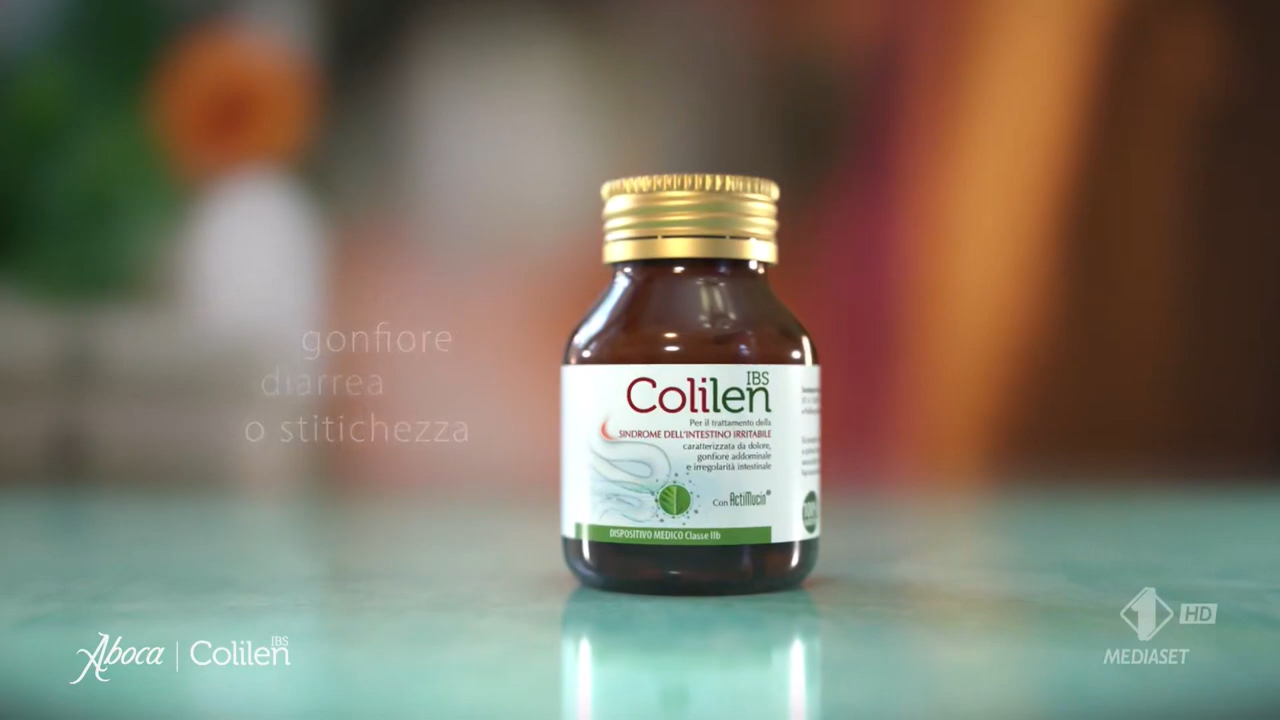 gonfiore
diarrea
o stitichezza
Colilen IBS
Per il trattamento della
SINDROME DELL'INTESTINO IRRITABILE
caratterizzata da dolore,
gonfiore addominale
e irregolarità intestinale
Con ActiMucin
DISPOSITIVO MEDICO Classe IIb
Aboca | Colilen IBS
1 HD
MEDIASET